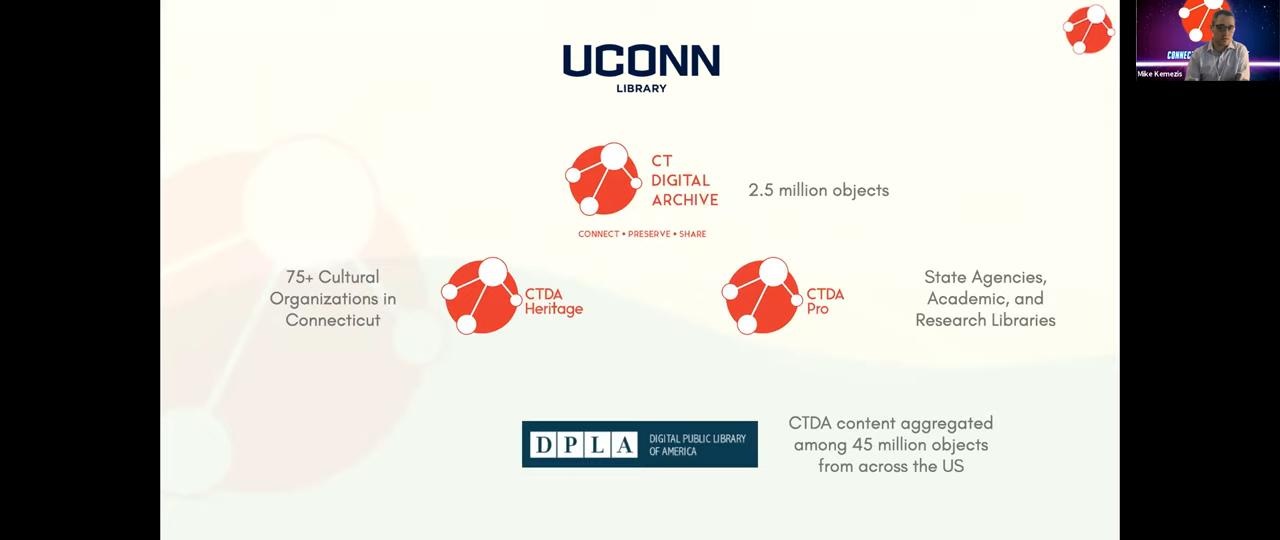 UCONN
LIBRARY
CT
DIGITAL
ARCHIVE
CONNECT • PRESERVE • SHARE
2.5 million objects
75+ Cultural
Organizations in
Connecticut
CTDA
Heritage
CTDA
Pro
State Agencies,
Academic, and
Research Libraries
DPLA
DIGITAL PUBLIC LIBRARY
OF AMERICA
CTDA content aggregated
among 45 million objects
from across the US
Mike Kemezis